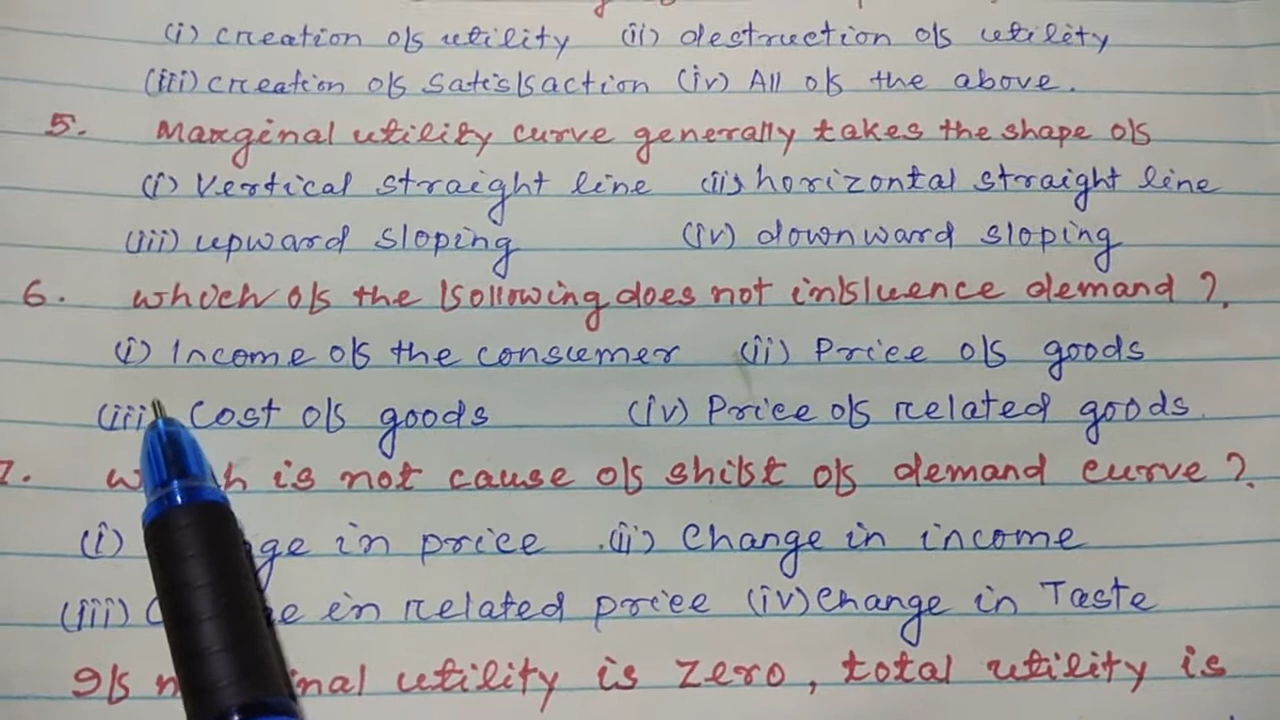 (i) creation of utility (ii) destruction of utility
(iii) creation of satisfaction (iv) All of the above.
5. Marginal utility curve generally takes the shape of
(i) Vertical straight line (ii) horizontal straight line
(iii) upward sloping (iv) downward sloping
6. which of the following does not influence demand ?
(i) Income of the consumer (ii) Price of goods
(iii) Cost of goods (iv) Price of related goods.
7. is not cause of shift of demand curve ?
(i) in price (ii) Change in income
(iii) in related price (iv) Change in Taste
If utility is zero, total utility is